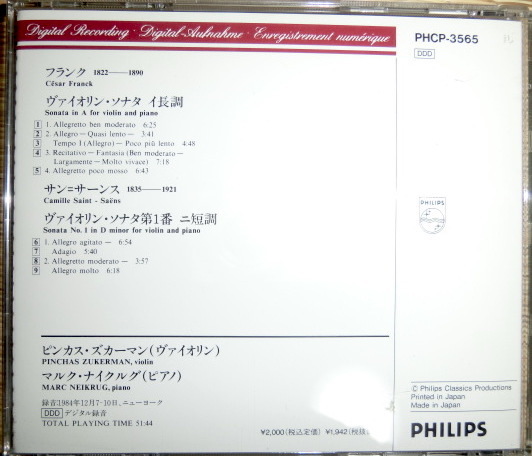 Digital Recording · Digital-Aufnahme · Enregistrement numérique
PHCP-3565
DDD
フランク 1822——1890
César Franck
ヴァイオリン・ソナタ イ長調
Sonata in A for violin and piano
1 1. Allegretto ben moderato 6:25
2 2. Allegro—Quasi lento— 3:41
3 Tempo I (Allegro)—Poco più lento 4:48
4 3. Recitativo—Fantasia (Ben moderato—
Largamente—Molto vivace) 7:18
5 4. Allegretto poco mosso 6:43
サン=サーンス 1835——1921
Camille Saint-Saëns
ヴァイオリン・ソナタ第1番 ニ短調
Sonata No. 1 in D minor for violin and piano
6 1. Allegro agitato— 6:54
7 Adagio 5:40
8 2. Allegretto moderato— 3:57
9 Allegro molto 6:18
PHILIPS
ピンカス・ズカーマン(ヴァイオリン)
PINCHAS ZUKERMAN, violin
マルク・ナイクルグ(ピアノ)
MARC NEIKRUG, piano
録音:1984年12月7-10日、ニューヨーク
DDD デジタル録音
TOTAL PLAYING TIME 51:44
¥2,000(税込定価) ¥1,942(税抜
© Philips Classics Productions
Printed in Japan
Made in Japan
PHILIPS